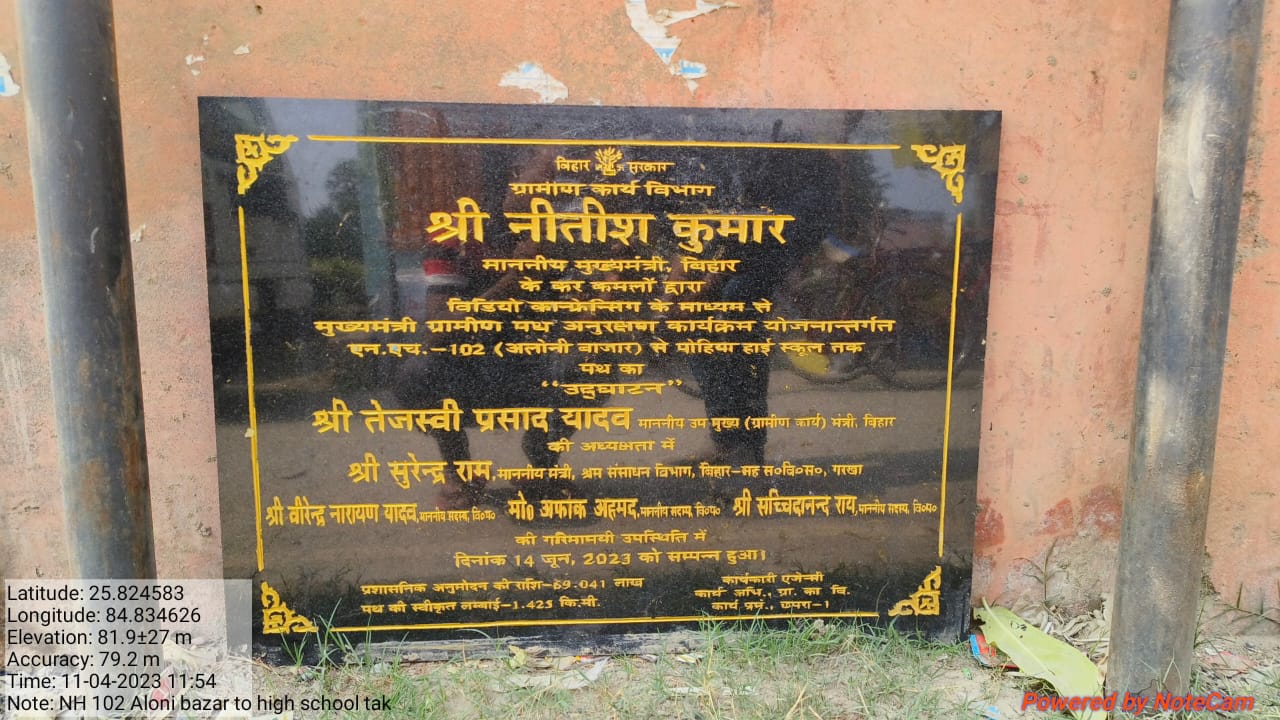 बिहार सरकार
ग्रामीण कार्य विभाग
श्री नीतीश कुमार
माननीय मुख्यमंत्री, बिहार
के कर कमलों द्वारा
विडियो कान्फ्रेन्सिग के माध्यम से
मुख्यमंत्री ग्रामीण पथ अनुरक्षण कार्यक्रम योजनान्तर्गत
एन.एच.-102 (अलोनी बाजार) से पोहिया हाई स्कूल तक
पथ का
“उद्घाटन”
श्री तेजस्वी प्रसाद यादव माननीय उप मुख्य (ग्रामीण कार्य) मंत्री, बिहार
की अध्यक्षता में
श्री सुरेन्द्र राम, माननीय मंत्री, श्रम संसाधन विभाग, बिहार-सह स०वि०स०, गरखा
श्री वीरेन्द्र नारायण यादव, माननीय सदस्य, वि०प० मो० अफाक अहमद, माननीय सदस्य, वि०प० श्री सच्चिदानन्द राय, माननीय सदस्य, वि०प०
की गरिमामयी उपस्थिति में
दिनांक 14 जून, 2023 को सम्पन्न हुआ।
प्रशासनिक अनुमोदन की राशि-69.041 लाख
पथ की स्वीकृत लम्बाई-1.425 कि.मी.
कार्यकारी एजेन्सी
कार्य अभि., ग्रा. का वि.
कार्य प्रमं., छपरा-1
Latitude: 25.824583
Longitude: 84.834626
Elevation: 81.9±27 m
Accuracy: 79.2 m
Time: 11-04-2023 11:54
Note: NH 102 Aloni bazar to high school tak
Powered by NoteCam